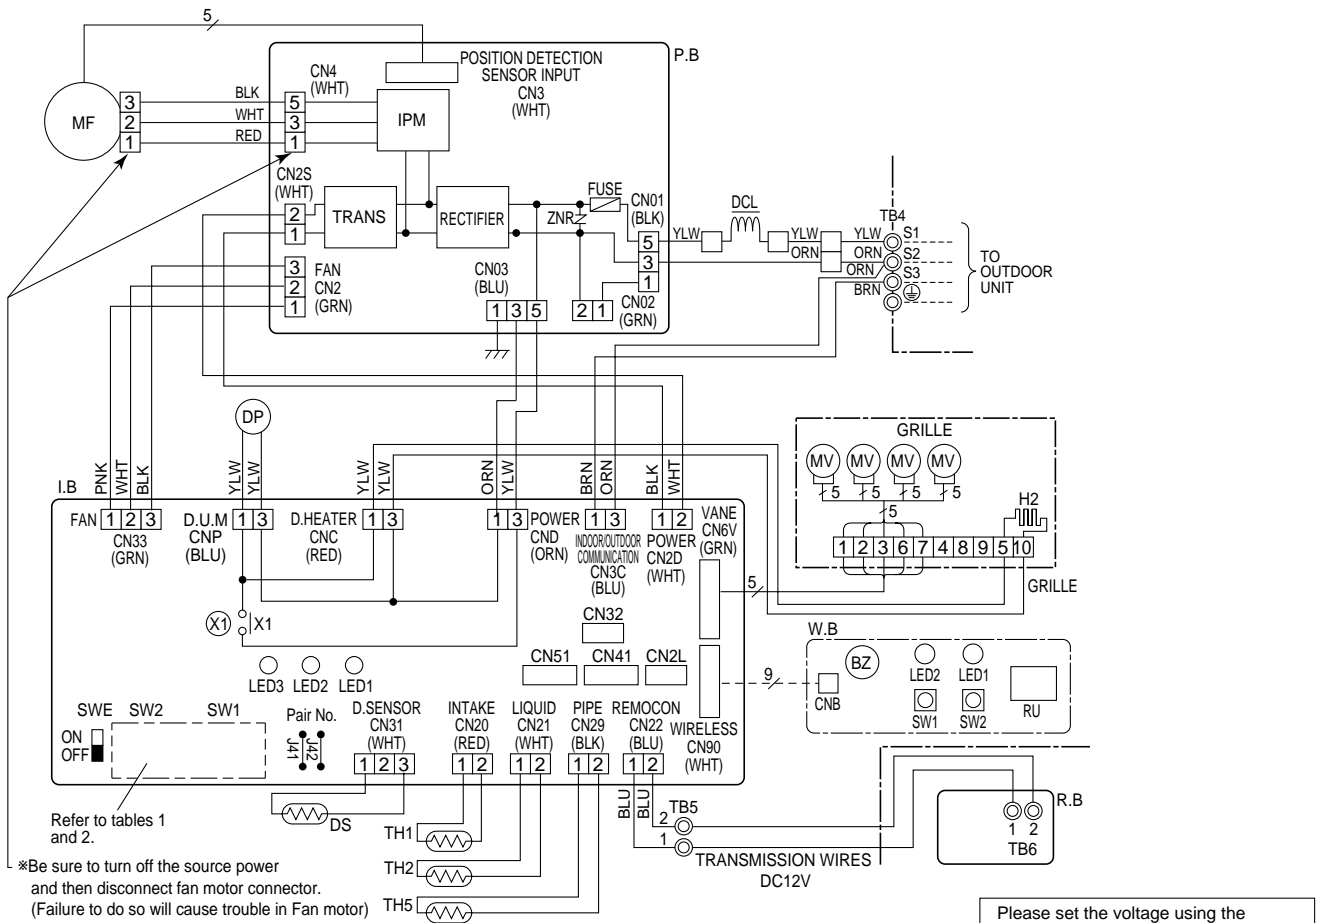 5
P.B
POSITION DETECTION
SENSOR INPUT
CN3
(WHT)
CN4
(WHT)
MF
3
2
1
BLK
WHT
RED
5
3
1
IPM
CN2S
(WHT)
2
1
TRANS
RECTIFIER
FUSE
ZNR
CN01
(BLK)
5
3
1
DCL
YLW
YLW
YLW
ORN
ORN
ORN
BRN
TB4
S1
S2
S3
TO
OUTDOOR
UNIT
3
2
1
FAN
CN2
(GRN)
CN03
(BLU)
1 3 5
2 1
CN02
(GRN)
DP
PNK
WHT
BLK
YLW
YLW
YLW
YLW
ORN
YLW
BRN
ORN
BLK
WHT
I.B
FAN
1 2 3
CN33
(GRN)
D.U.M
CNP
(BLU)
1 3
D.HEATER
CNC
(RED)
1 3
1 3
POWER
CND
(ORN)
1 3
INDOOR/OUTDOOR
COMMUNICATION
CN3C
(BLU)
1 2
POWER
CN2D
(WHT)
VANE
CN6V
(GRN)
GRILLE
MV MV MV MV
5 5 5 5
5
H2
1 2 3 6 7 4 8 9 5 10
GRILLE
5
X1
X1
CN32
CN51
CN41
CN2L
LED3 LED2 LED1
9
W.B
CNB
BZ
LED2
LED1
SW1
SW2
RU
SWE
SW2
SW1
ON
OFF
Pair No.
J41
J42
D.SENSOR
CN31
(WHT)
1 2 3
INTAKE
CN20
(RED)
1 2
LIQUID
CN21
(WHT)
1 2
PIPE
CN29
(BLK)
1 2
REMOCON
CN22
(BLU)
1 2
WIRELESS
CN90
(WHT)
Refer to tables 1
and 2.
DS
TH1
TH2
TH5
BLU
BLU
TB5
2
1
TRANSMISSION WIRES
DC12V
R.B
1 2
TB6
※Be sure to turn off the source power
and then disconnect fan motor connector.
(Failure to do so will cause trouble in Fan motor)
Please set the voltage using the